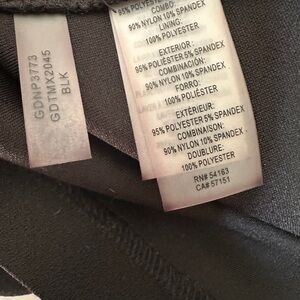 GDNP3773
GDTMX2045
BLK
95% POLYESTER 5% SPANDEX
COMBO:
90% NYLON 10% SPANDEX
LINING:
100% POLYESTER
EXTERIOR:
95% POLIÉSTER 5% SPANDEX
COMBINACIÓN:
90% NYLON 10% SPANDEX
FORRO:
100% POLIESTER
EXTÉRIEUR:
95% POLYESTER 5% SPANDEX
COMBINAISON:
90% NYLON 10% SPANDEX
DOUBLURE:
100% POLYESTER
RN# 54163
CA# 57151